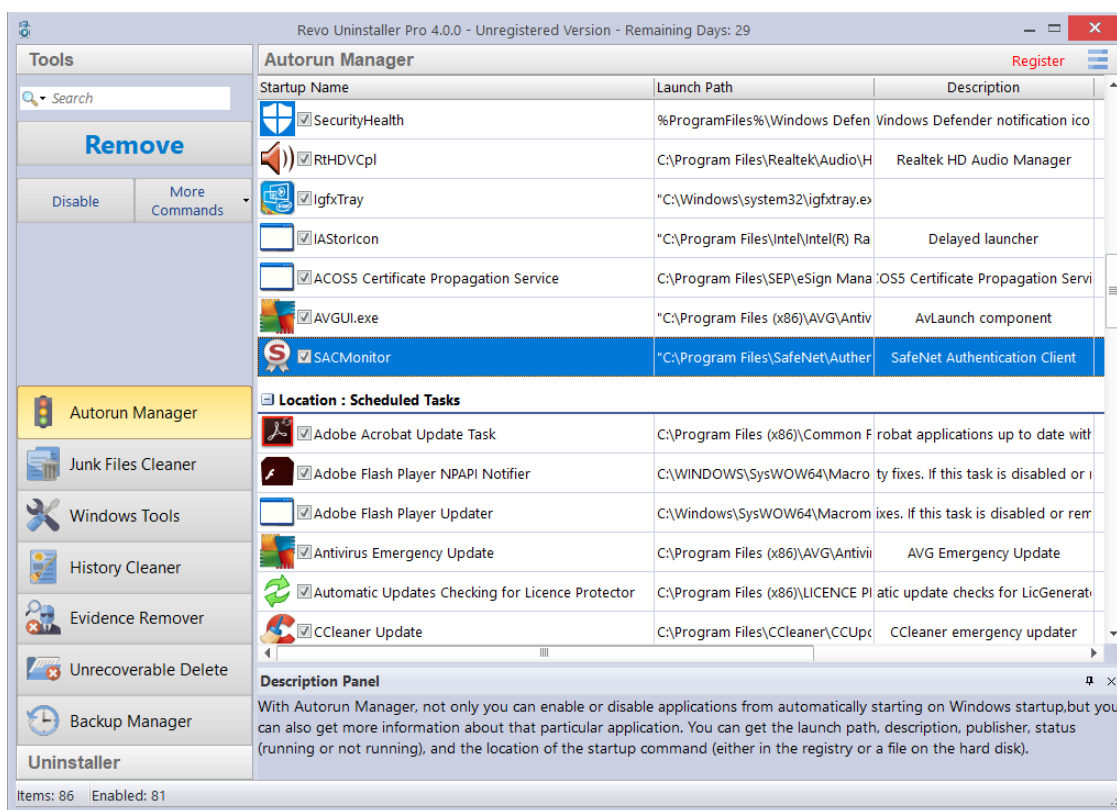 Revo Uninstaller Pro 4.0.0 - Unregistered Version - Remaining Days: 29
Tools
Search
Remove
Disable
More
Commands
Autorun Manager
Junk Files Cleaner
Windows Tools
History Cleaner
Evidence Remover
Unrecoverable Delete
Backup Manager
Uninstaller
Autorun Manager Register
Startup Name Launch Path Description
SecurityHealth %ProgramFiles%\Windows Defen Windows Defender notification ico
RtHDVCpl C:\Program Files\Realtek\Audio\H Realtek HD Audio Manager
IgfxTray "C:\Windows\system32\igfxtray.ex
IAStorIcon "C:\Program Files\Intel\Intel(R) Ra Delayed launcher
ACOS5 Certificate Propagation Service C:\Program Files\SEP\eSign Mana COS5 Certificate Propagation Servi
AVGUI.exe "C:\Program Files (x86)\AVG\Antiv AvLaunch component
SACMonitor "C:\Program Files\SafeNet\Auther SafeNet Authentication Client
Location : Scheduled Tasks
Adobe Acrobat Update Task C:\Program Files (x86)\Common F robat applications up to date with
Adobe Flash Player NPAPI Notifier C:\WINDOWS\SysWOW64\Macro ty fixes. If this task is disabled or r
Adobe Flash Player Updater C:\Windows\SysWOW64\Macrom ixes. If this task is disabled or rem
Antivirus Emergency Update C:\Program Files (x86)\AVG\Antivir AVG Emergency Update
Automatic Updates Checking for Licence Protector C:\Program Files (x86)\LICENCE P atic update checks for LicGenerat
CCleaner Update C:\Program Files\CCleaner\CCUp CCleaner emergency updater
Description Panel
With Autorun Manager, not only you can enable or disable applications from automatically starting on Windows startup,but you
can also get more information about that particular application. You can get the launch path, description, publisher, status
(running or not running), and the location of the startup command (either in the registry or a file on the hard disk).
Items: 86 Enabled: 81